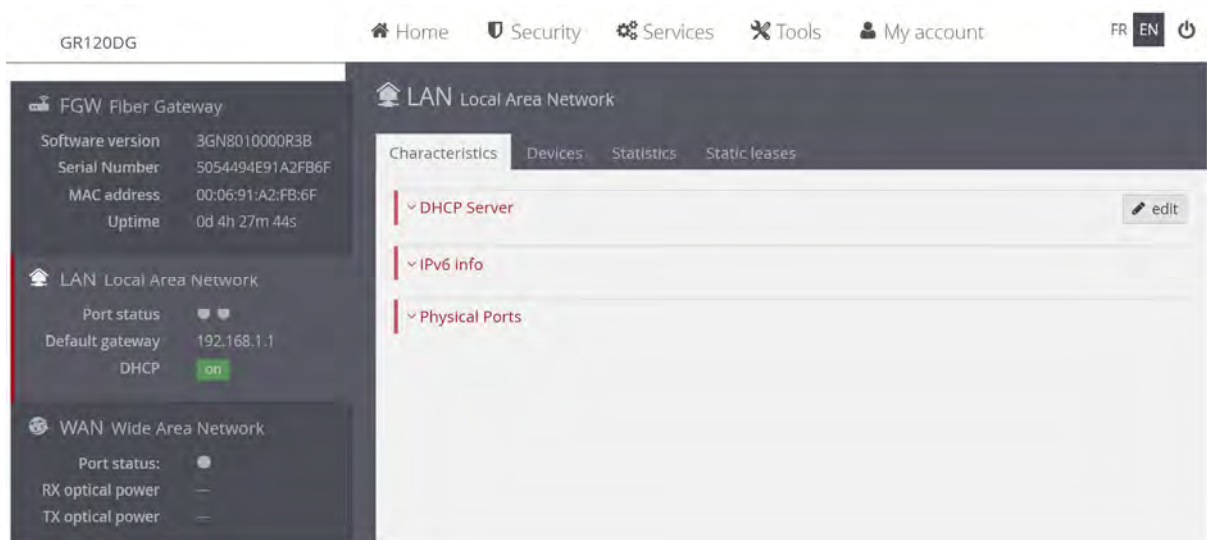 GR120DG
Home Security Services Tools My account FR EN
FGW Fiber Gateway
Software version 3GN8010000R3B
Serial Number 5054494E91A2FB6F
MAC address 00:06:91:A2:FB:6F
Uptime 0d 4h 27m 44s
LAN Local Area Network
Port status
Default gateway 192.168.1.1
DHCP on
WAN Wide Area Network
Port status:
RX optical power —
TX optical power —
LAN Local Area Network
Characteristics Devices Statistics Static leases
DHCP Server edit
IPv6 info
Physical Ports